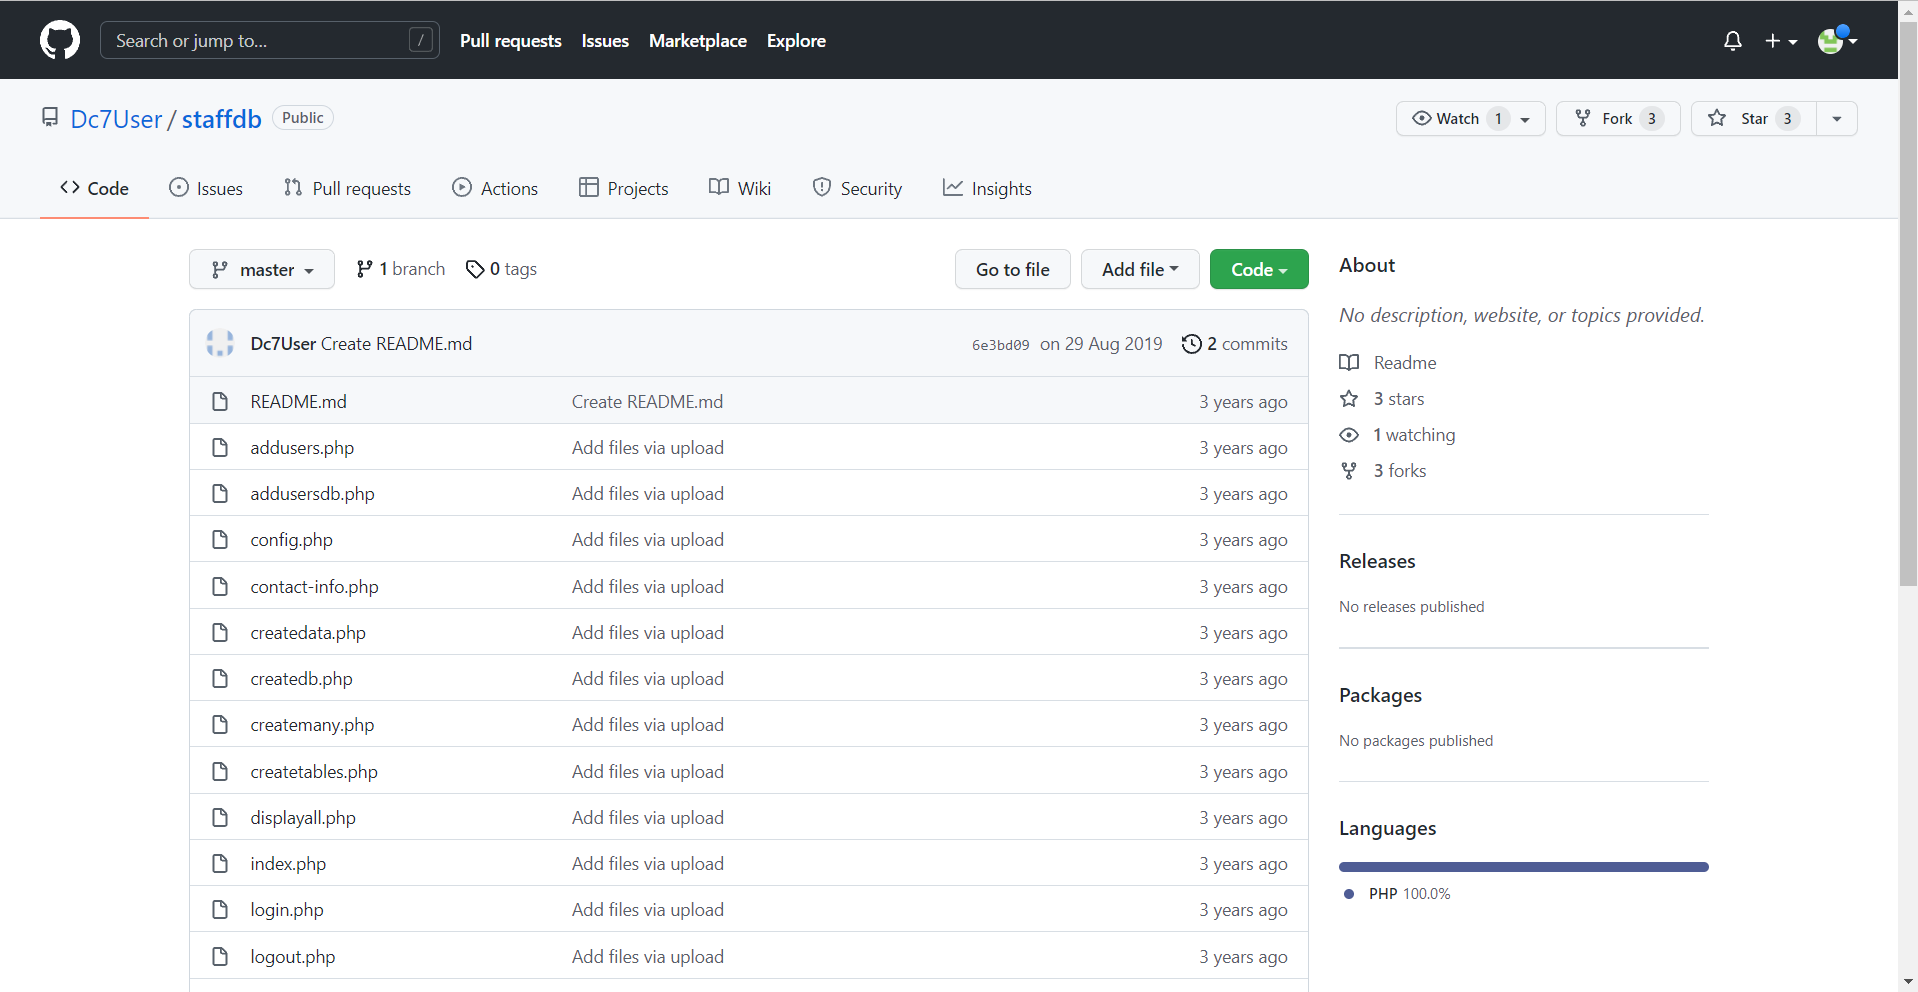 Search or jump to... /
Pull requests Issues Marketplace Explore
Dc7User / staffdb Public
Watch 1 Fork 3 Star 3
Code Issues Pull requests Actions Projects Wiki Security Insights
master 1 branch 0 tags Go to file Add file Code
Dc7User Create README.md 6e3bd09 on 29 Aug 2019 2 commits
README.md Create README.md 3 years ago
addusers.php Add files via upload 3 years ago
addusersdb.php Add files via upload 3 years ago
config.php Add files via upload 3 years ago
contact-info.php Add files via upload 3 years ago
createdata.php Add files via upload 3 years ago
createdb.php Add files via upload 3 years ago
createmany.php Add files via upload 3 years ago
createtables.php Add files via upload 3 years ago
displayall.php Add files via upload 3 years ago
index.php Add files via upload 3 years ago
login.php Add files via upload 3 years ago
logout.php Add files via upload 3 years ago
About
No description, website, or topics provided.
Readme
3 stars
1 watching
3 forks
Releases
No releases published
Packages
No packages published
Languages
PHP 100.0%